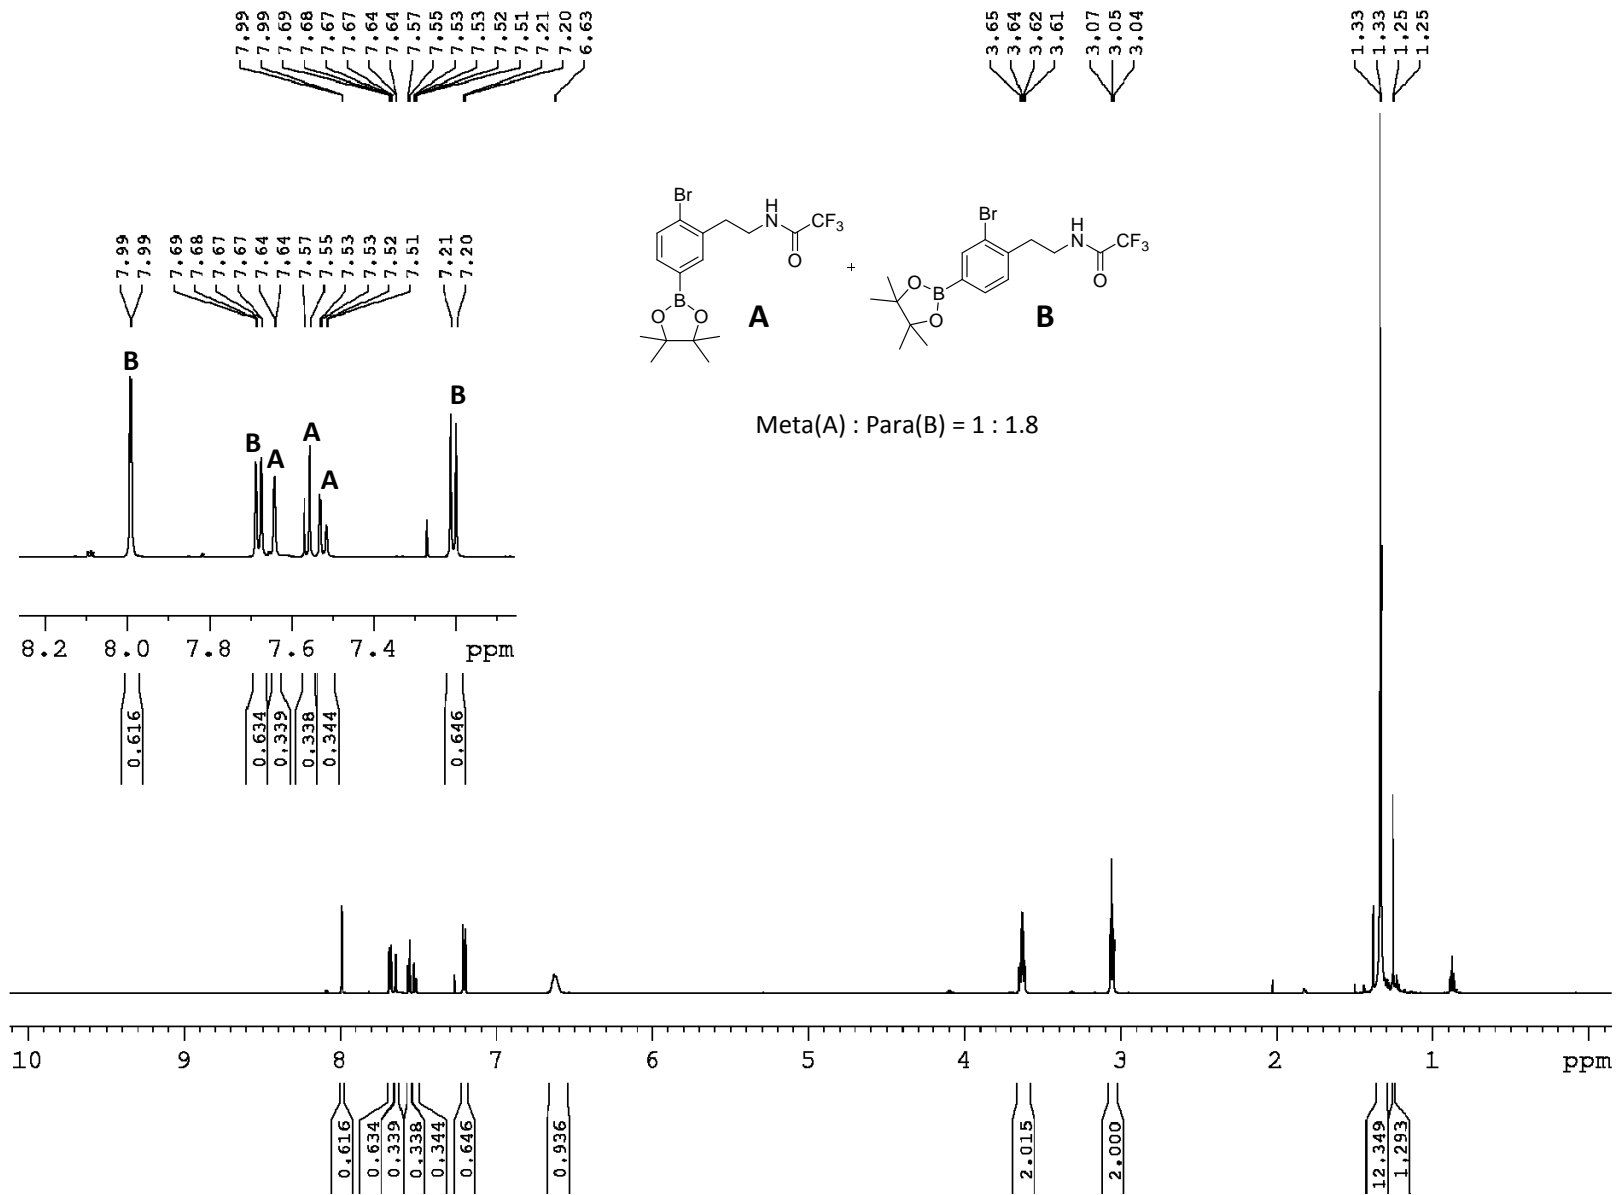 7.99
7.99
7.69
7.68
7.67
7.67
7.64
7.64
7.57
7.55
7.53
7.53
7.52
7.51
7.21
7.20
6.63
3.65
3.64
3.62
3.61
3.07
3.05
3.04
1.33
1.33
1.25
1.25
7.99
7.99
7.69
7.68
7.67
7.67
7.64
7.64
7.57
7.55
7.53
7.53
7.52
7.51
7.21
7.20
Br
H
N
CF3
O
B
O
O
A
+
Br
H
N
CF3
O
O
B
O
B
Meta(A) : Para(B) = 1 : 1.8
B
B
A
A
A
B
8.2 8.0 7.8 7.6 7.4 ppm
0.616
0.634
0.339
0.338
0.344
0.646
10 9 8 7 6 5 4 3 2 1 ppm
0.616
0.634
0.339
0.338
0.344
0.646
0.936
2.015
2.000
12.349
1.293